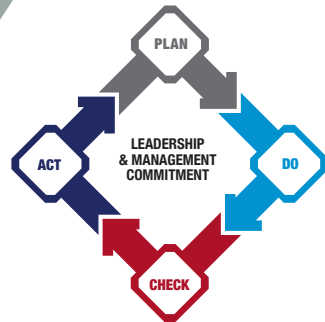 PLAN
LEADERSHIP
& MANAGEMENT
COMMITMENT
ACT
DO
CHECK